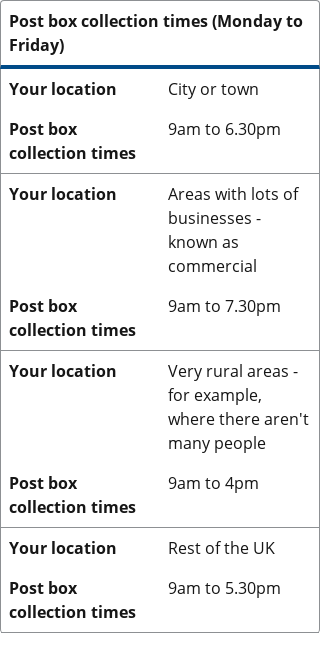 Post box collection times (Monday to
Friday)
Your location City or town
Post box
collection times 9am to 6.30pm
Your location Areas with lots of
businesses -
known as
commercial
Post box
collection times 9am to 7.30pm
Your location Very rural areas -
for example,
where there aren't
many people
Post box
collection times 9am to 4pm
Your location Rest of the UK
Post box
collection times 9am to 5.30pm